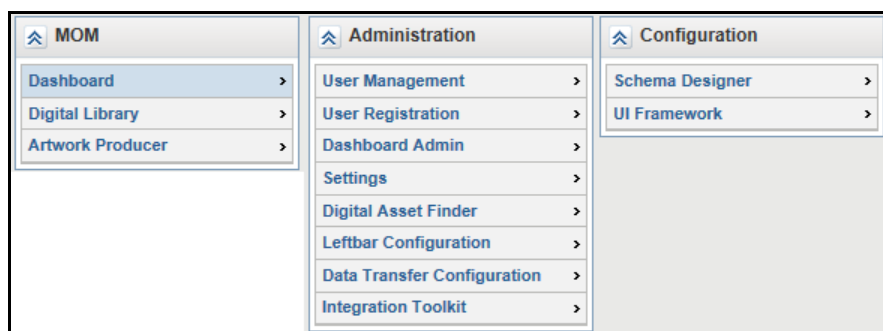 MOM
Dashboard
Digital Library
Artwork Producer
Administration
User Management
User Registration
Dashboard Admin
Settings
Digital Asset Finder
Leftbar Configuration
Data Transfer Configuration
Integration Toolkit
Configuration
Schema Designer
UI Framework